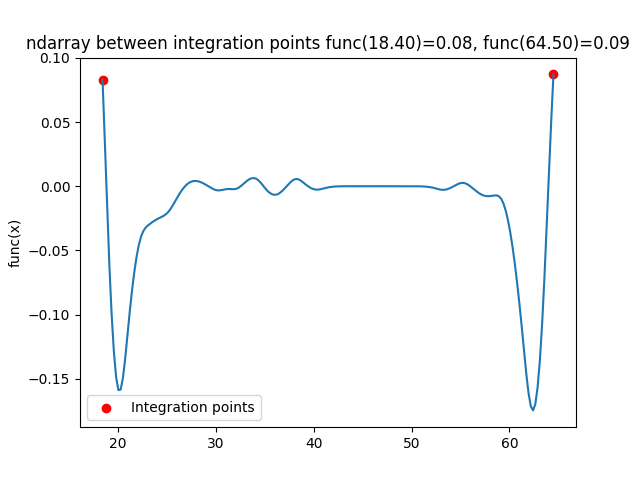 ndarray between integration points func(18.40)=0.08, func(64.50)=0.09
0.10
0.05
0.00
−0.05
−0.10
−0.15
func(x)
Integration points
20 30 40 50 60